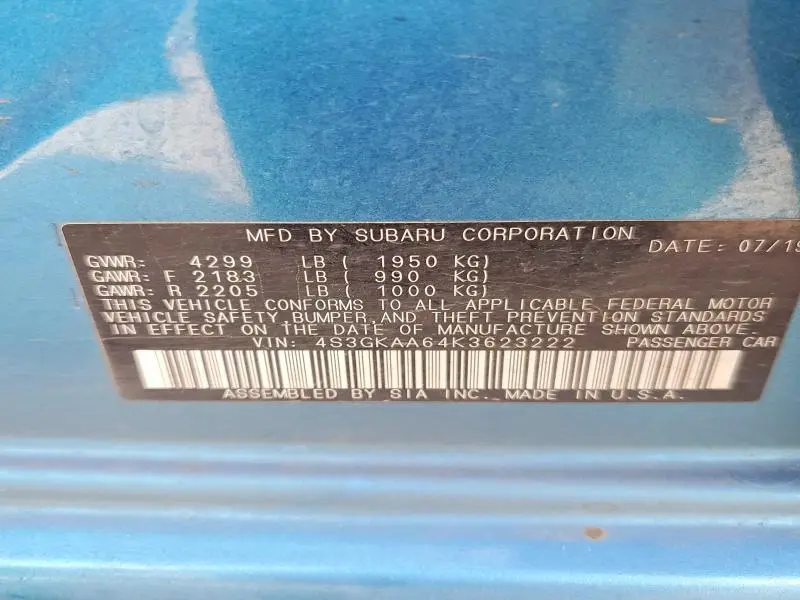 MFD BY SUBARU CORPORATION
DATE: 07/19
GVWR: 4299 LB ( 1950 KG)
GAWR: F 2183 LB ( 990 KG)
GAWR: R 2205 LB ( 1000 KG)
THIS VEHICLE CONFORMS TO ALL APPLICABLE FEDERAL MOTOR
VEHICLE SAFETY, BUMPER, AND THEFT PREVENTION STANDARDS
IN EFFECT ON THE DATE OF MANUFACTURE SHOWN ABOVE.
VIN: 4S3GKAA64K3623222 PASSENGER CAR
ASSEMBLED BY SIA INC. MADE IN U.S.A.